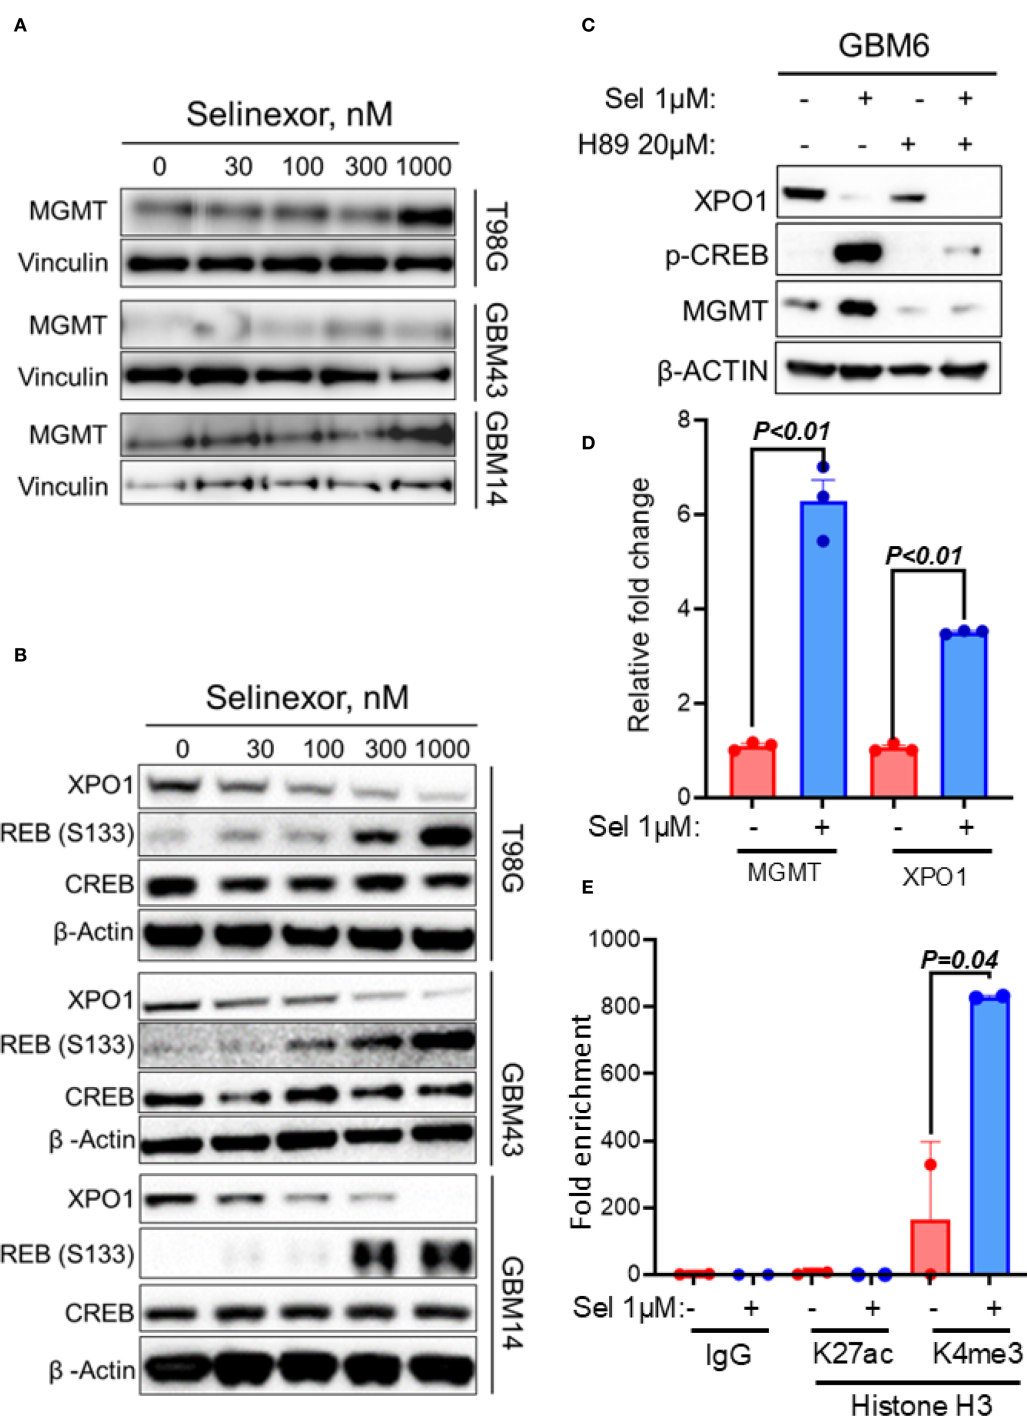 A
Selinexor, nM
0 30 100 300 1000
MGMT
Vinculin
T98G
MGMT
Vinculin
GBM43
MGMT
Vinculin
GBM14
B
Selinexor, nM
0 30 100 300 1000
XPO1
REB (S133)
CREB
β-Actin
T98G
XPO1
REB (S133)
CREB
β -Actin
GBM43
XPO1
REB (S133)
CREB
β -Actin
GBM14
C
GBM6
Sel 1µM: - + - +
H89 20µM: - - + +
XPO1
p-CREB
MGMT
β-ACTIN
D
Relative fold change
8
6
4
2
0
P<0.01
P<0.01
Sel 1µM: - + - +
MGMT XPO1
E
Fold enrichment
1000
800
600
400
200
0
P=0.04
Sel 1µM: - + - + - +
IgG K27ac K4me3
Histone H3